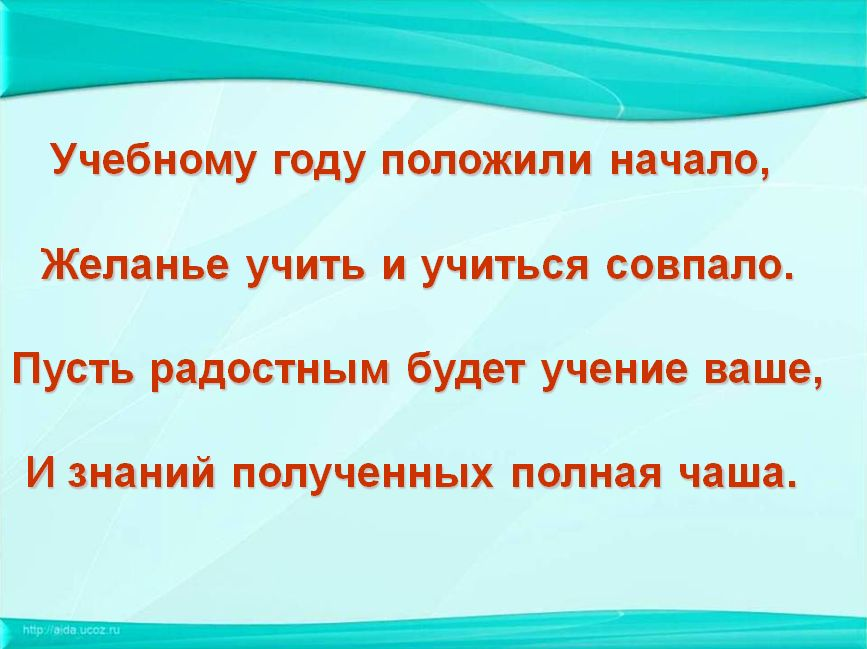 Учебному году положили начало,
Желанье учить и учиться совпало.
Пусть радостным будет учение ваше,
И знаний полученных полная чаша.
http://aida.ucoz.ru